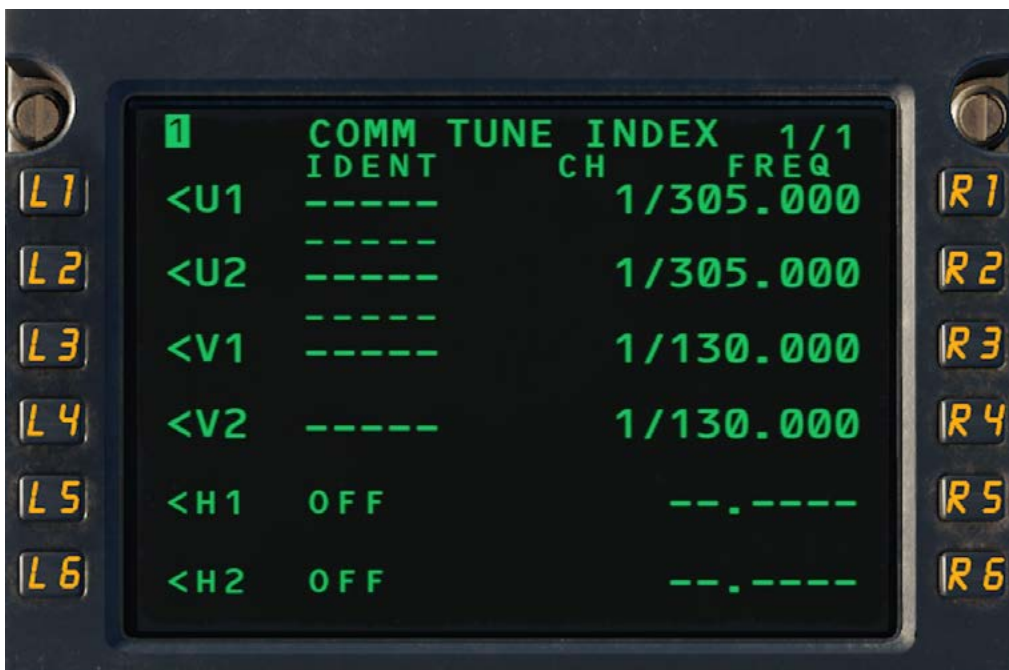 1 COMM TUNE INDEX 1/1
IDENT CH FREQ
L1 <U1 ----- 1/305.000 R1
-----
L2 <U2 ----- 1/305.000 R2
-----
L3 <V1 ----- 1/130.000 R3
L4 <V2 ----- 1/130.000 R4
L5 <H1 OFF --.---- R5
L6 <H2 OFF --.---- R6